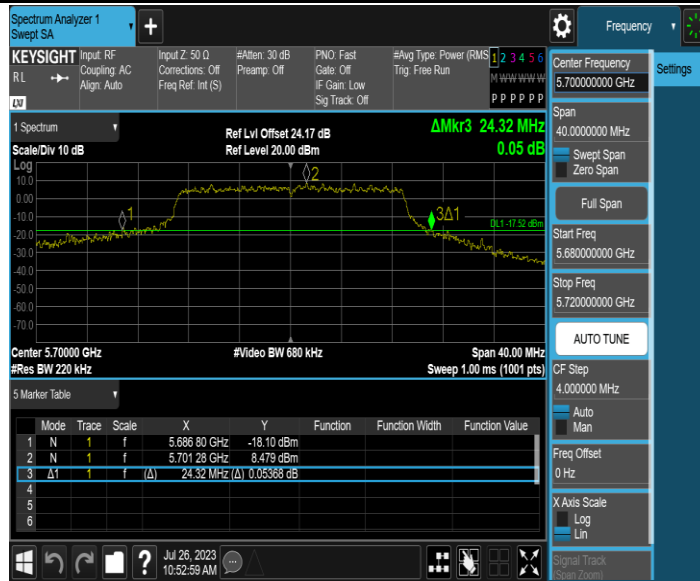 Spectrum Analyzer 1
Swept SA
+
Frequency
KEYSIGHT
RL
LXI
Input: RF
Coupling: AC
Align: Auto
Input Z: 50 Ω
Corrections: Off
Freq Ref: Int (S)
#Atten: 30 dB
Preamp: Off
PNO: Fast
Gate: Off
IF Gain: Low
Sig Track: Off
#Avg Type: Power (RMS
Trig: Free Run
1 2 3 4 5 6
M W W W W W
P P P P P P
Center Frequency
5.700000000 GHz
Settings
Span
40.0000000 MHz
Swept Span
Zero Span
Full Span
Start Freq
5.680000000 GHz
Stop Freq
5.720000000 GHz
AUTO TUNE
CF Step
4.000000 MHz
Auto
Man
Freq Offset
0 Hz
X Axis Scale
Log
Lin
Signal Track
(Span Zoom)
1 Spectrum
Scale/Div 10 dB
Ref Lvl Offset 24.17 dB
Ref Level 20.00 dBm
ΔMkr3 24.32 MHz
0.05 dB
Log
10.0
0.00
-10.0
-20.0
-30.0
-40.0
-50.0
-60.0
-70.0
1
2
3Δ1
DL1 -17.52 dBm
Center 5.70000 GHz
#Video BW 680 kHz
Span 40.00 MHz
#Res BW 220 kHz
Sweep 1.00 ms (1001 pts)
5 Marker Table
Mode Trace Scale X Y Function Function Width Function Value
1 N 1 f 5.686 80 GHz -18.10 dBm
2 N 1 f 5.701 28 GHz 8.479 dBm
3 Δ1 1 f (Δ) 24.32 MHz (Δ) 0.05368 dB
4
5
6
?
Jul 26, 2023
10:52:59 AM